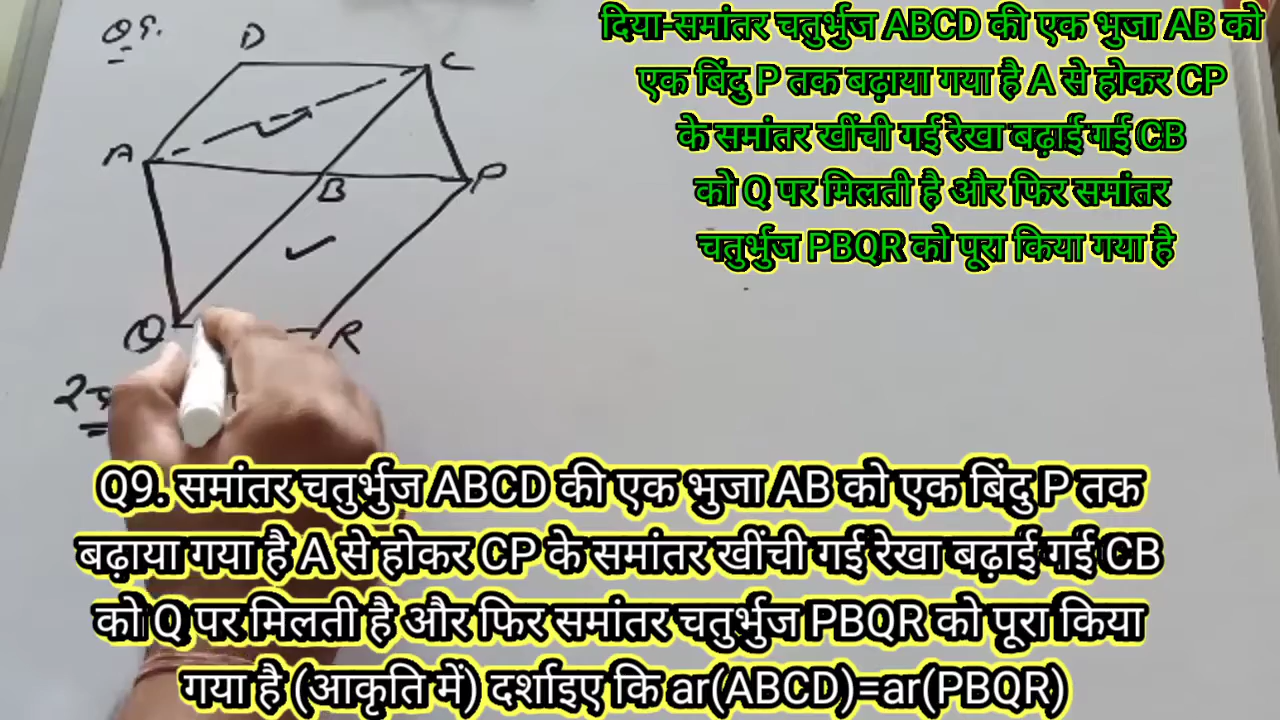 Q9.
D
C
A
B
P
Q
R
दिया-समांतर चतुर्भुज ABCD की एक भुजा AB को
एक बिंदु P तक बढ़ाया गया है A से होकर CP
के समांतर खींची गई रेखा बढ़ाई गई CB
को Q पर मिलती है और फिर समांतर
चतुर्भुज PBQR को पूरा किया गया है
Q9. समांतर चतुर्भुज ABCD की एक भुजा AB को एक बिंदु P तक
बढ़ाया गया है A से होकर CP के समांतर खींची गई रेखा बढ़ाई गई CB
को Q पर मिलती है और फिर समांतर चतुर्भुज PBQR को पूरा किया
गया है (आकृति में) दर्शाइए कि ar(ABCD)=ar(PBQR)